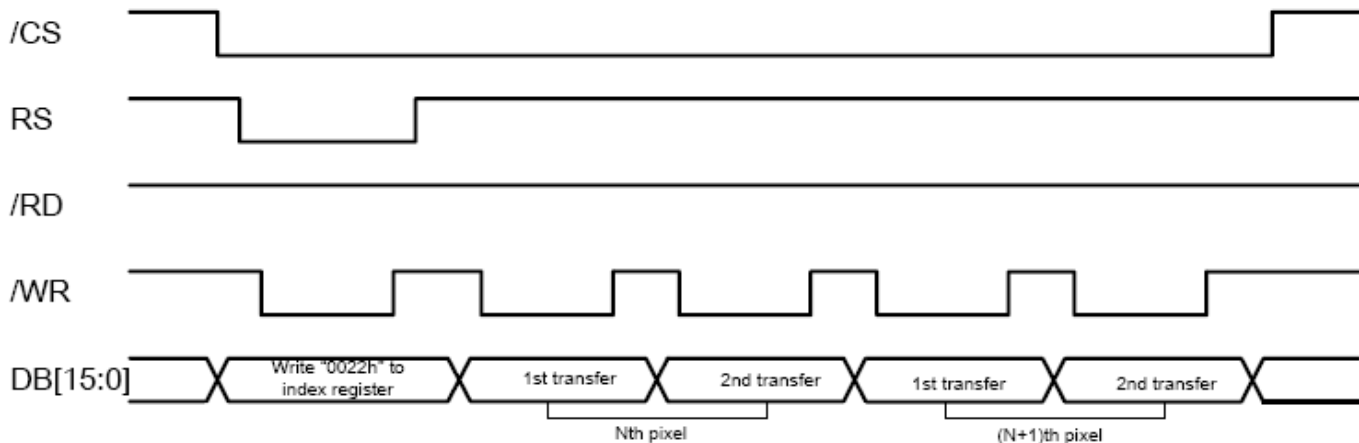 /CS
RS
/RD
/WR
DB[15:0]
Write "0022h" to
index register
1st transfer
2nd transfer
1st transfer
2nd transfer
Nth pixel
(N+1)th pixel